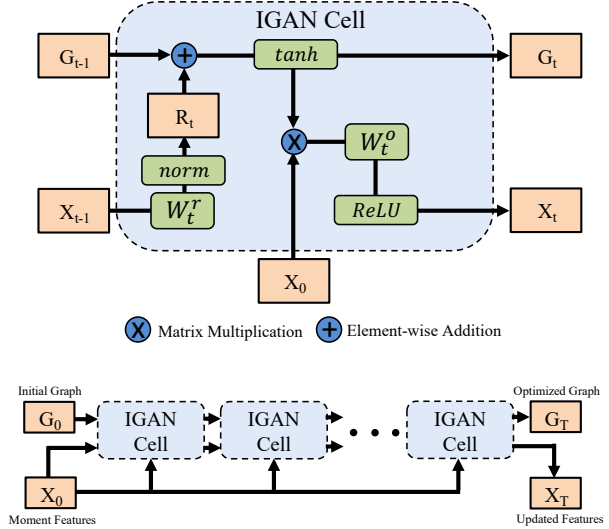 IGAN Cell
G_{t-1}
+
tanh
G_t
R_t
X
W_t^o
norm
X_{t-1}
W_t^r
ReLU
X_t
X_0
X Matrix Multiplication + Element-wise Addition
Initial Graph
Optimized Graph
G_0
IGAN
Cell
IGAN
Cell
IGAN
Cell
G_T
X_0
X_T
Moment Features
Updated Features